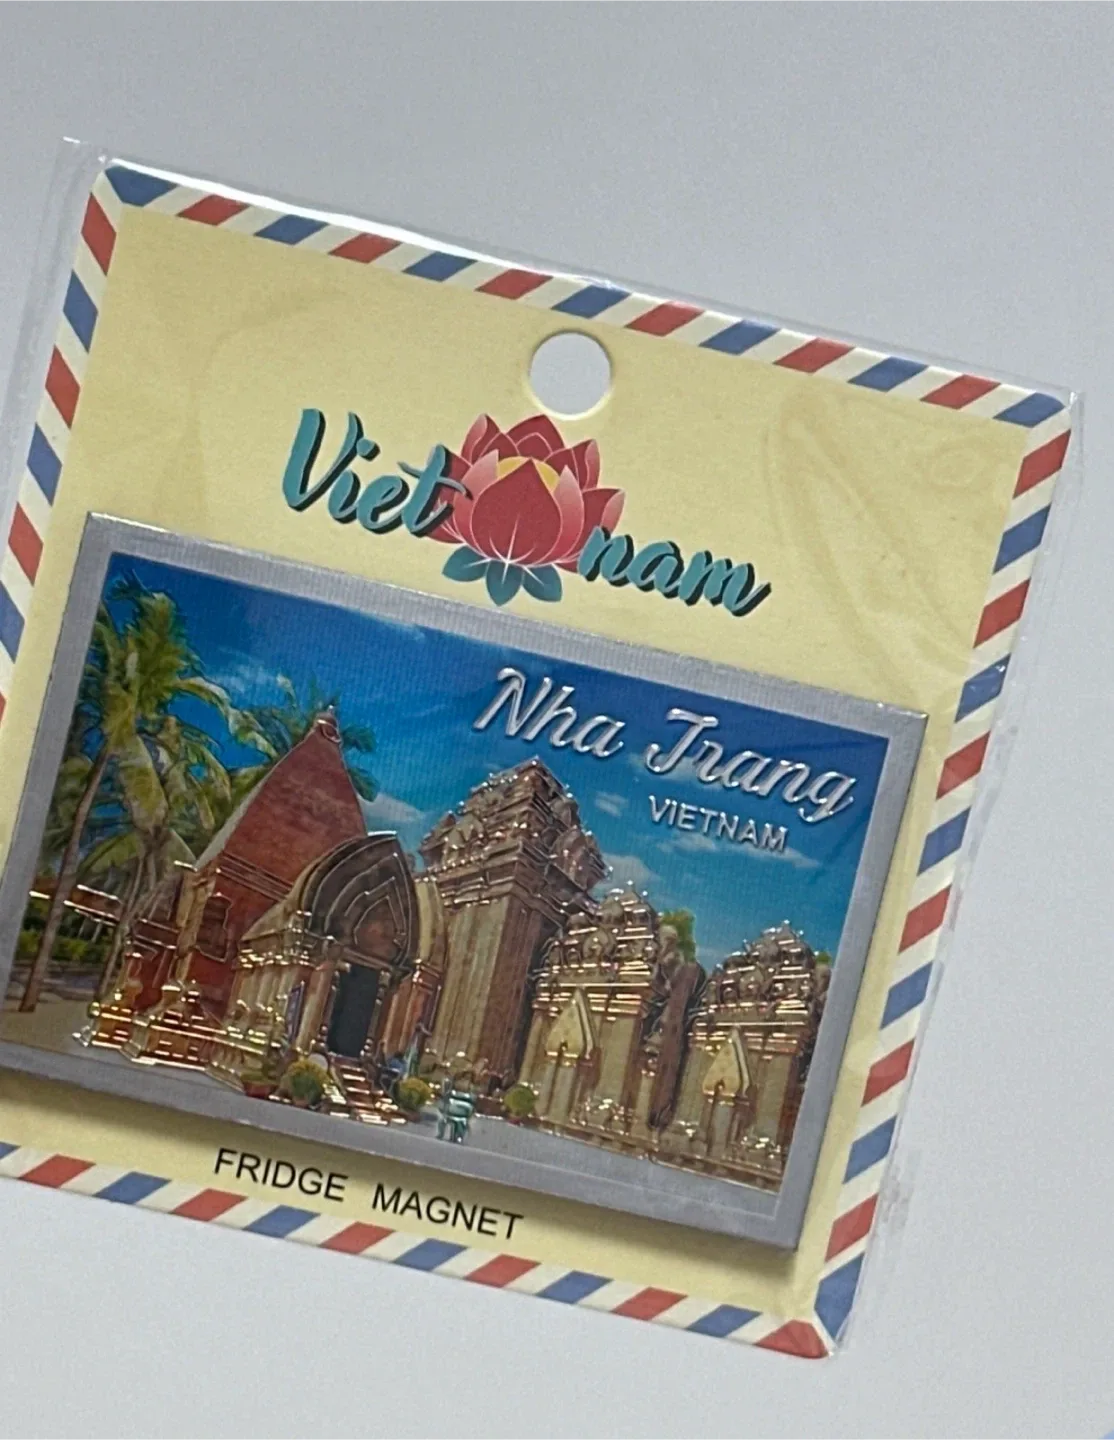 Viet nam
Nha Trang
VIETNAM
FRIDGE MAGNET